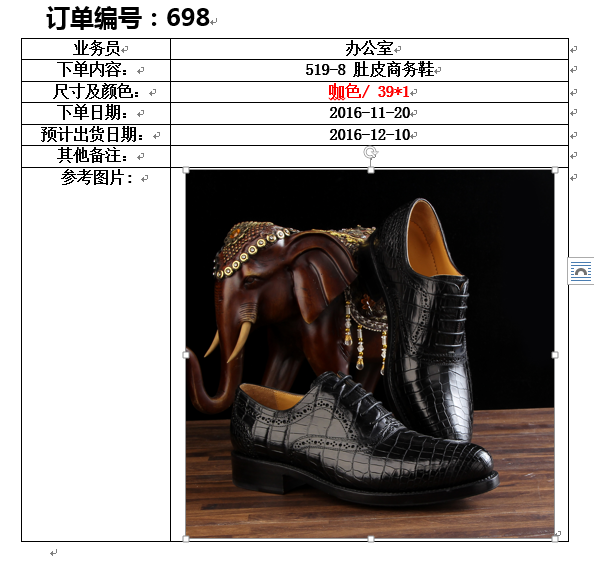 订单编号：698
业务员 办公室
下单内容： 519-8 肚皮商务鞋
尺寸及颜色： 咖色/ 39*1
下单日期： 2016-11-20
预计出货日期： 2016-12-10
其他备注：
参考图片：